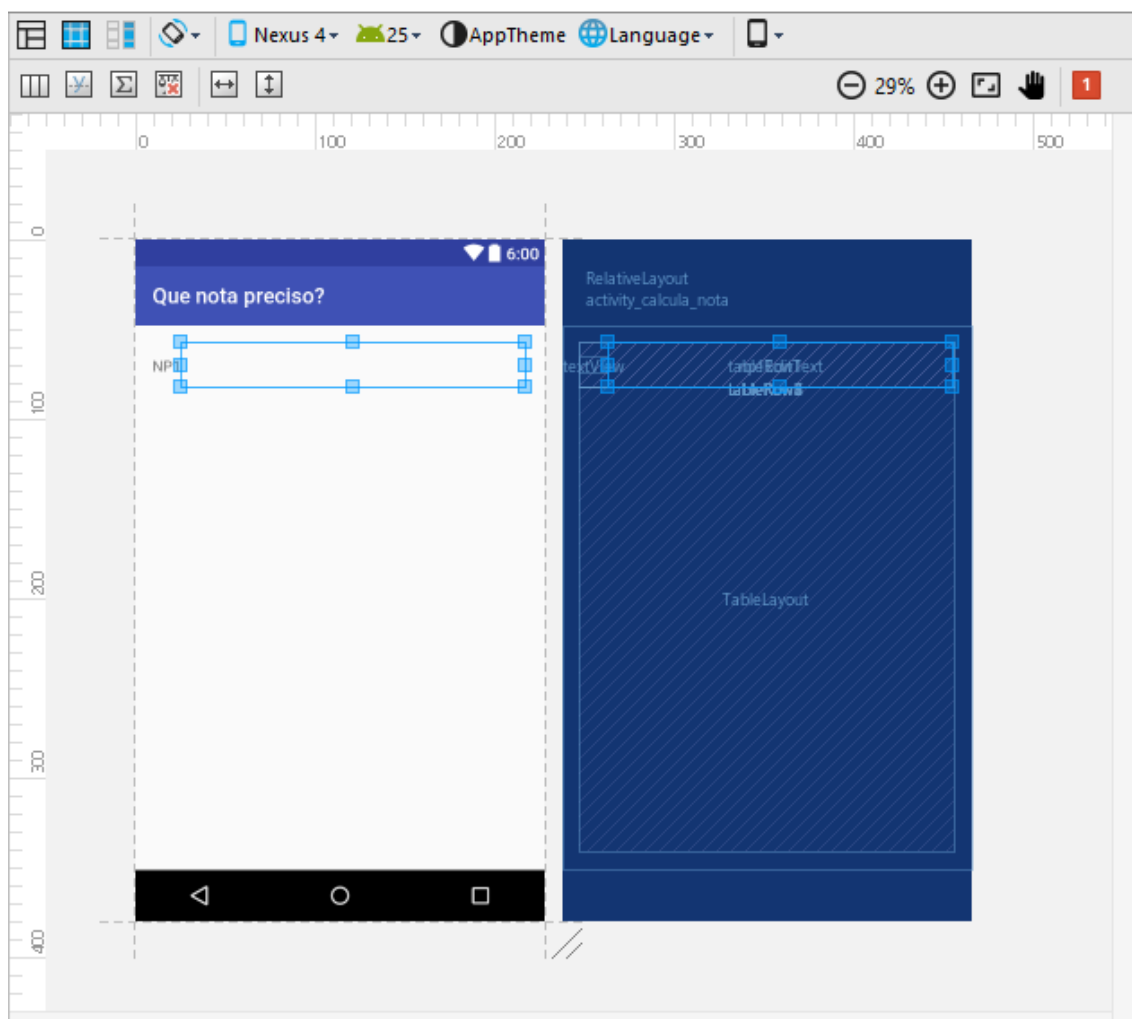 Nexus 4 25 AppTheme Language
29% 1
0 100 200 300 400 500
0
100
200
300
400
6:00
Que nota preciso?
NP1
RelativeLayout
activity_calcula_nota
textView
TableLayout